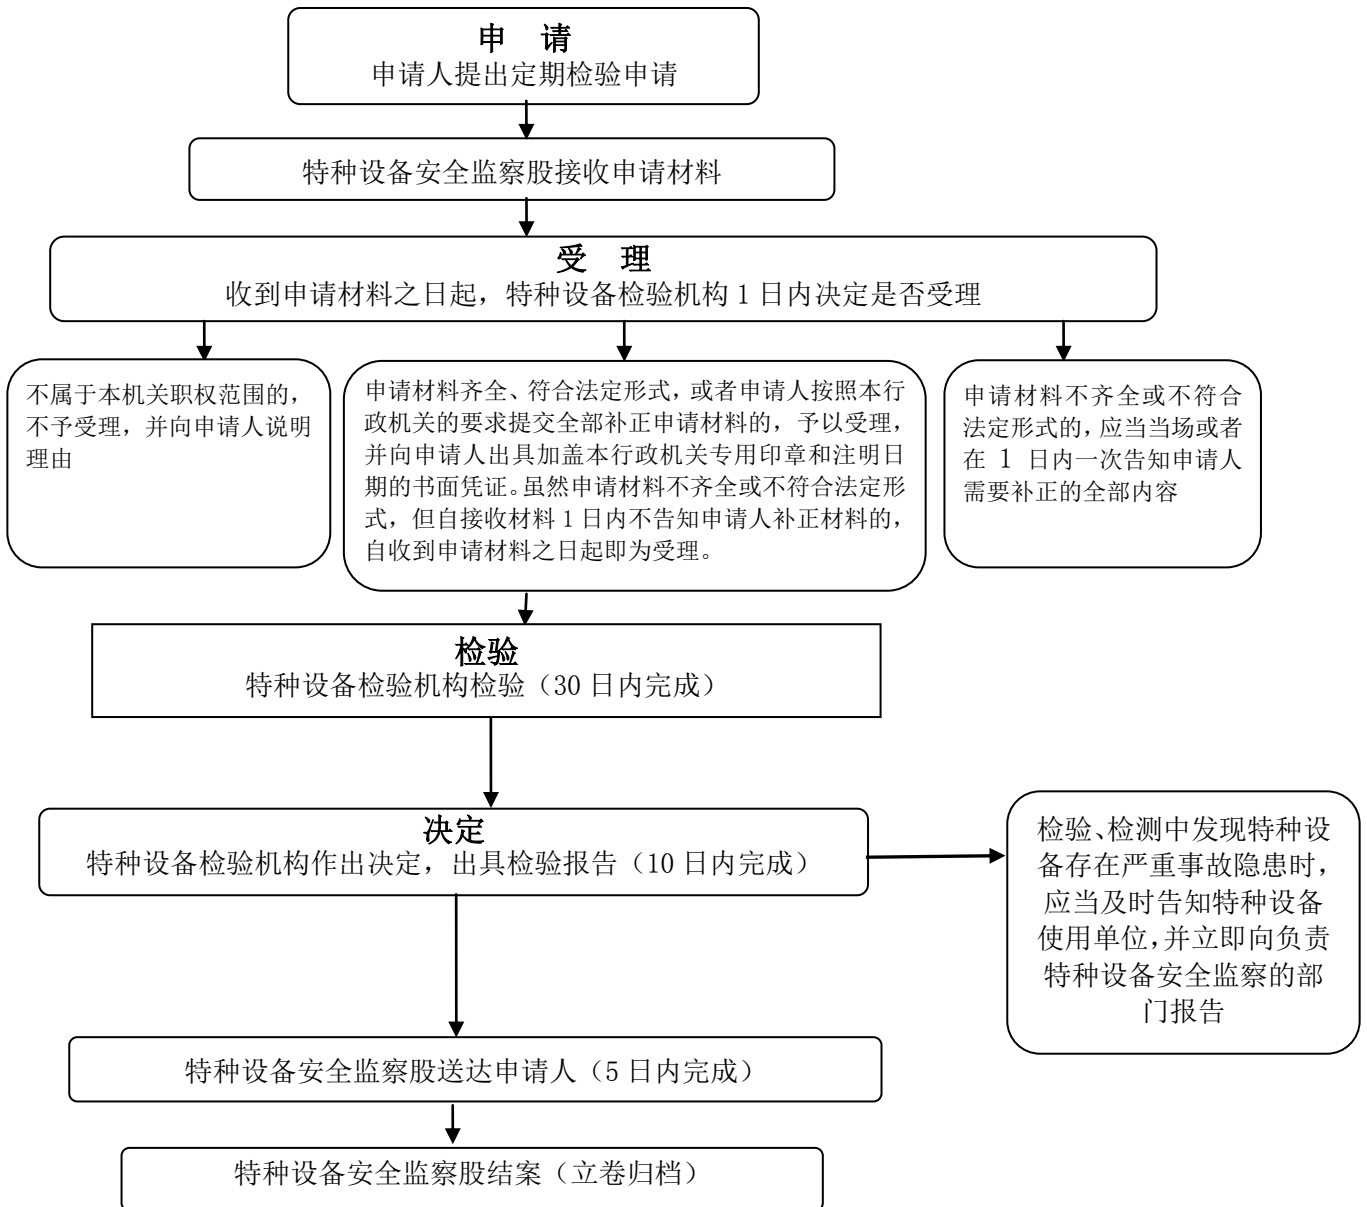 申 请
申请人提出定期检验申请
特种设备安全监察股接收申请材料
受 理
收到申请材料之日起，特种设备检验机构 1 日内决定是否受理
不属于本机关职权范围的，
不予受理，并向申请人说明
理由
申请材料齐全、符合法定形式，或者申请人按照本行
政机关的要求提交全部补正申请材料的，予以受理，
并向申请人出具加盖本行政机关专用印章和注明日
期的书面凭证。虽然申请材料不齐全或不符合法定形
式，但自接收材料 1 日内不告知申请人补正材料的，
自收到申请材料之日起即为受理。
申请材料不齐全或不符合
法定形式的，应当当场或者
在 1 日内一次告知申请人
需要补正的全部内容
检验
特种设备检验机构检验（30 日内完成）
决定
特种设备检验机构作出决定，出具检验报告（10 日内完成）
检验、检测中发现特种设
备存在严重事故隐患时，
应当及时告知特种设备
使用单位，并立即向负责
特种设备安全监察的部
门报告
特种设备安全监察股送达申请人（5 日内完成）
特种设备安全监察股结案（立卷归档）